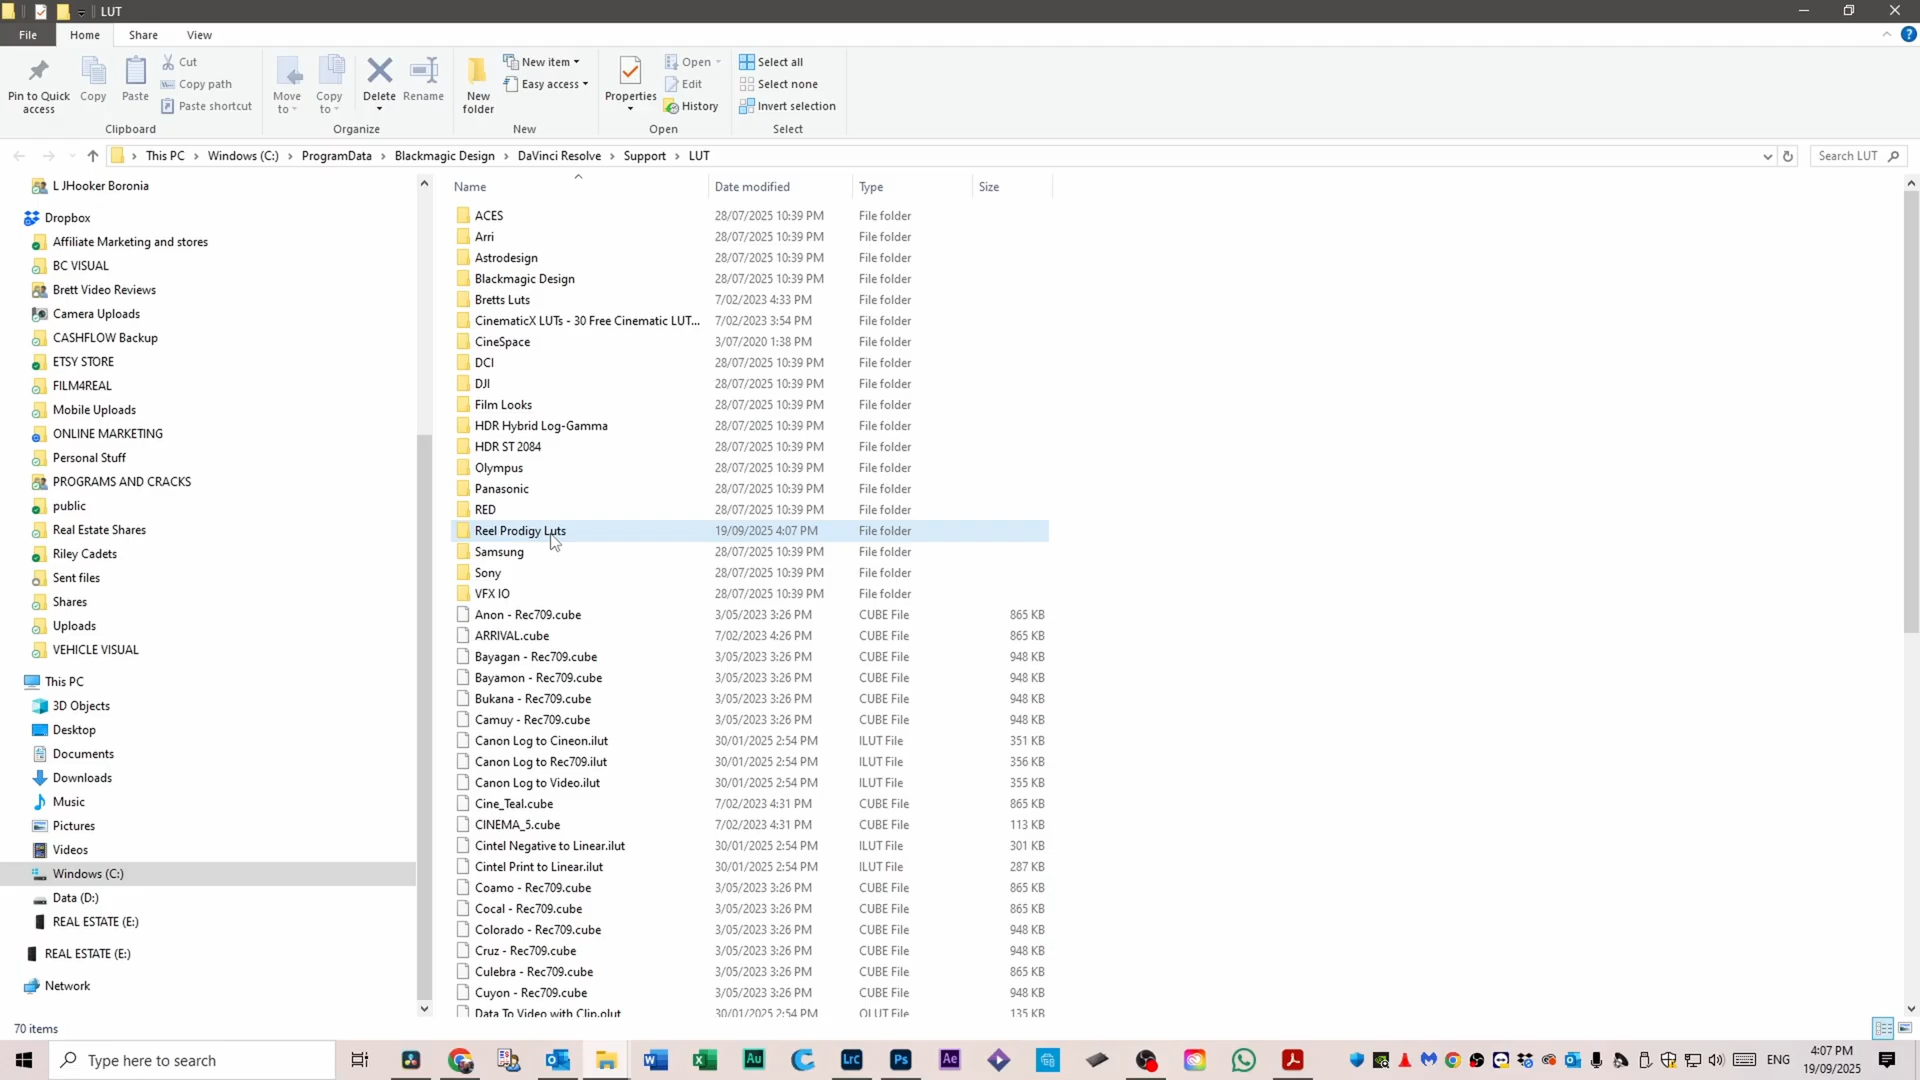 LUT
File
Home
Share
View
Pin to Quick access
Copy
Paste
Cut
Copy path
Paste shortcut
Clipboard
Move to
Copy to
Delete
Rename
Organize
New folder
New item
Easy access
New
Properties
Open
Edit
History
Open
Select all
Select none
Invert selection
Select
This PC > Windows (C:) > ProgramData > Blackmagic Design > DaVinci Resolve > Support > LUT
Search LUT
L JHooker Boronia
Dropbox
Affiliate Marketing and stores
BC VISUAL
Brett Video Reviews
Camera Uploads
CASHFLOW Backup
ETSY STORE
FILM4REAL
Mobile Uploads
ONLINE MARKETING
Personal Stuff
PROGRAMS AND CRACKS
public
Real Estate Shares
Riley Cadets
Sent files
Shares
Uploads
VEHICLE VISUAL
This PC
3D Objects
Desktop
Documents
Downloads
Music
Pictures
Videos
Windows (C:)
Data (D:)
REAL ESTATE (E:)
REAL ESTATE (E:)
Network
Name Date modified Type Size
ACES 28/07/2025 10:39 PM File folder
Arri 28/07/2025 10:39 PM File folder
Astrodesign 28/07/2025 10:39 PM File folder
Blackmagic Design 28/07/2025 10:39 PM File folder
Bretts Luts 7/02/2023 4:33 PM File folder
CinematicX LUTs - 30 Free Cinematic LUT... 7/02/2023 3:54 PM File folder
CineSpace 3/07/2020 1:38 PM File folder
DCI 28/07/2025 10:39 PM File folder
DJI 28/07/2025 10:39 PM File folder
Film Looks 28/07/2025 10:39 PM File folder
HDR Hybrid Log-Gamma 28/07/2025 10:39 PM File folder
HDR ST 2084 28/07/2025 10:39 PM File folder
Olympus 28/07/2025 10:39 PM File folder
Panasonic 28/07/2025 10:39 PM File folder
RED 28/07/2025 10:39 PM File folder
Reel Prodigy Luts 19/09/2025 4:07 PM File folder
Samsung 28/07/2025 10:39 PM File folder
Sony 28/07/2025 10:39 PM File folder
VFX IO 28/07/2025 10:39 PM File folder
Anon - Rec709.cube 3/05/2023 3:26 PM CUBE File 865 KB
ARRIVAL.cube 7/02/2023 4:26 PM CUBE File 865 KB
Bayagan - Rec709.cube 3/05/2023 3:26 PM CUBE File 948 KB
Bayamon - Rec709.cube 3/05/2023 3:26 PM CUBE File 948 KB
Bukana - Rec709.cube 3/05/2023 3:26 PM CUBE File 948 KB
Camuy - Rec709.cube 3/05/2023 3:26 PM CUBE File 948 KB
Canon Log to Cineon.ilut 30/01/2025 2:54 PM ILUT File 351 KB
Canon Log to Rec709.ilut 30/01/2025 2:54 PM ILUT File 356 KB
Canon Log to Video.ilut 30/01/2025 2:54 PM ILUT File 355 KB
Cine_Teal.cube 7/02/2023 4:31 PM CUBE File 865 KB
CINEMA_5.cube 7/02/2023 4:31 PM CUBE File 113 KB
Cintel Negative to Linear.ilut 30/01/2025 2:54 PM ILUT File 301 KB
Cintel Print to Linear.ilut 30/01/2025 2:54 PM ILUT File 287 KB
Coamo - Rec709.cube 3/05/2023 3:26 PM CUBE File 865 KB
Cocal - Rec709.cube 3/05/2023 3:26 PM CUBE File 865 KB
Colorado - Rec709.cube 3/05/2023 3:26 PM CUBE File 948 KB
Cruz - Rec709.cube 3/05/2023 3:26 PM CUBE File 948 KB
Culebra - Rec709.cube 3/05/2023 3:26 PM CUBE File 865 KB
Cuyon - Rec709.cube 3/05/2023 3:26 PM CUBE File 948 KB
Data To Video with Clip.olut 30/01/2025 2:54 PM OLUT File 135 KB
70 items
Type here to search
Au
Lrc
Ps
Ae
ENG
4:07 PM
19/09/2025